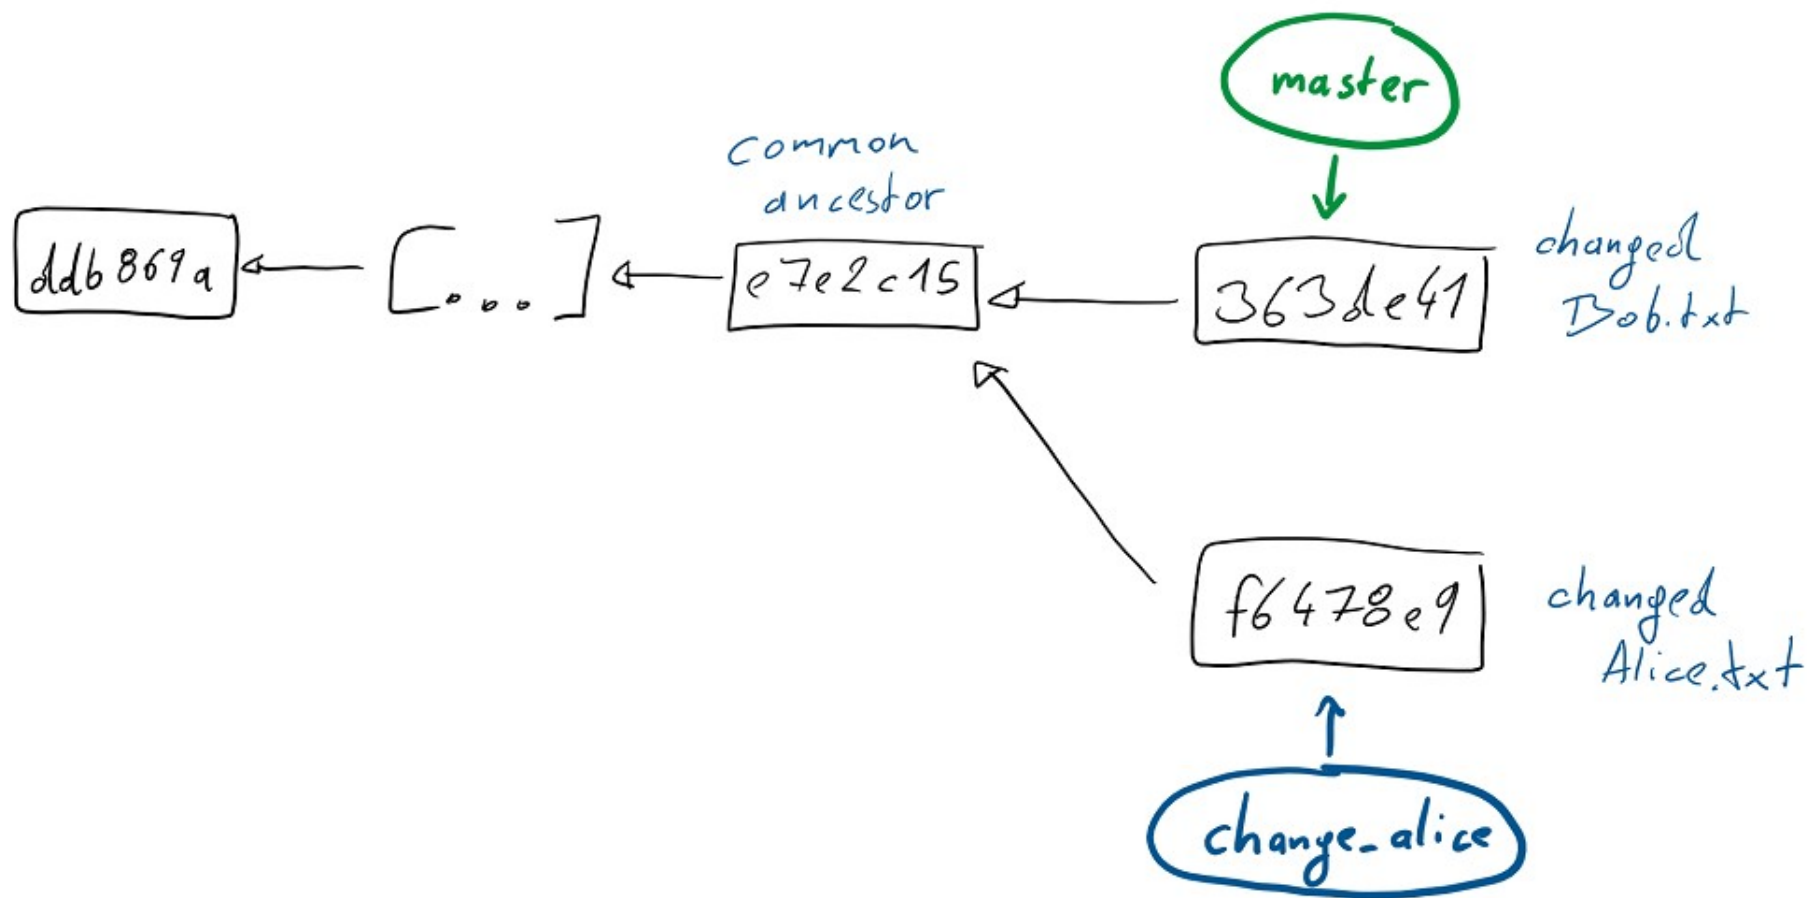 master
common
ancestor
ddb869a
[...]
e7e2c15
363de41
changed
Bob.txt
f6478e9
changed
Alice.txt
change_alice